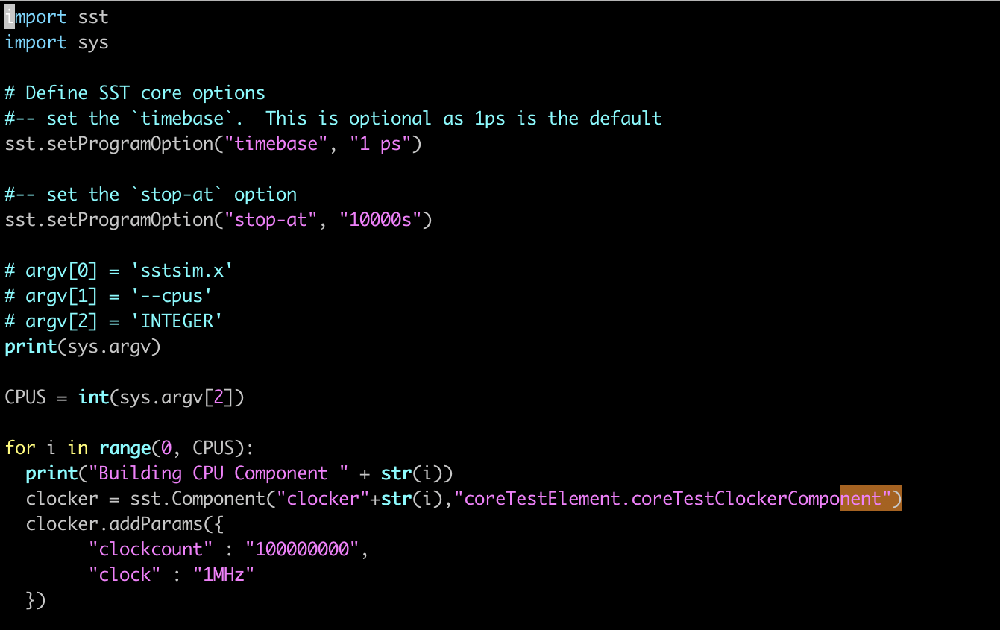 import sst
import sys
# Define SST core options
#-- set the `timebase`.  This is optional as 1ps is the default
sst.setProgramOption("timebase", "1 ps")
#-- set the `stop-at` option
sst.setProgramOption("stop-at", "10000s")
# argv[0] = 'sstsim.x'
# argv[1] = '--cpus'
# argv[2] = 'INTEGER'
print(sys.argv)
CPUS = int(sys.argv[2])
for i in range(0, CPUS):
  print("Building CPU Component " + str(i))
  clocker = sst.Component("clocker"+str(i),"coreTestElement.coreTestClockerComponent")
  clocker.addParams({
        "clockcount" : "100000000",
        "clock" : "1MHz"
  })